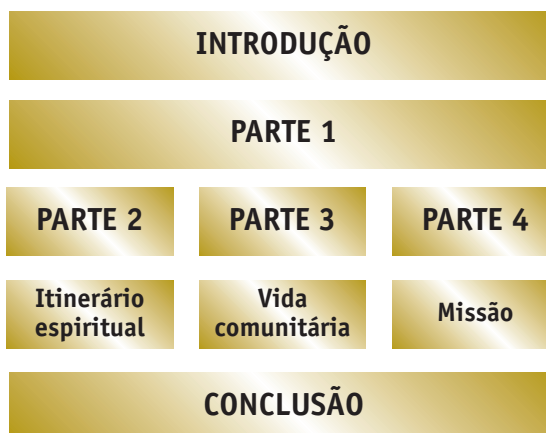 INTRODUÇÃO
PARTE 1
PARTE 2
PARTE 3
PARTE 4
Itinerário
espiritual
Vida
comunitária
Missão
CONCLUSÃO